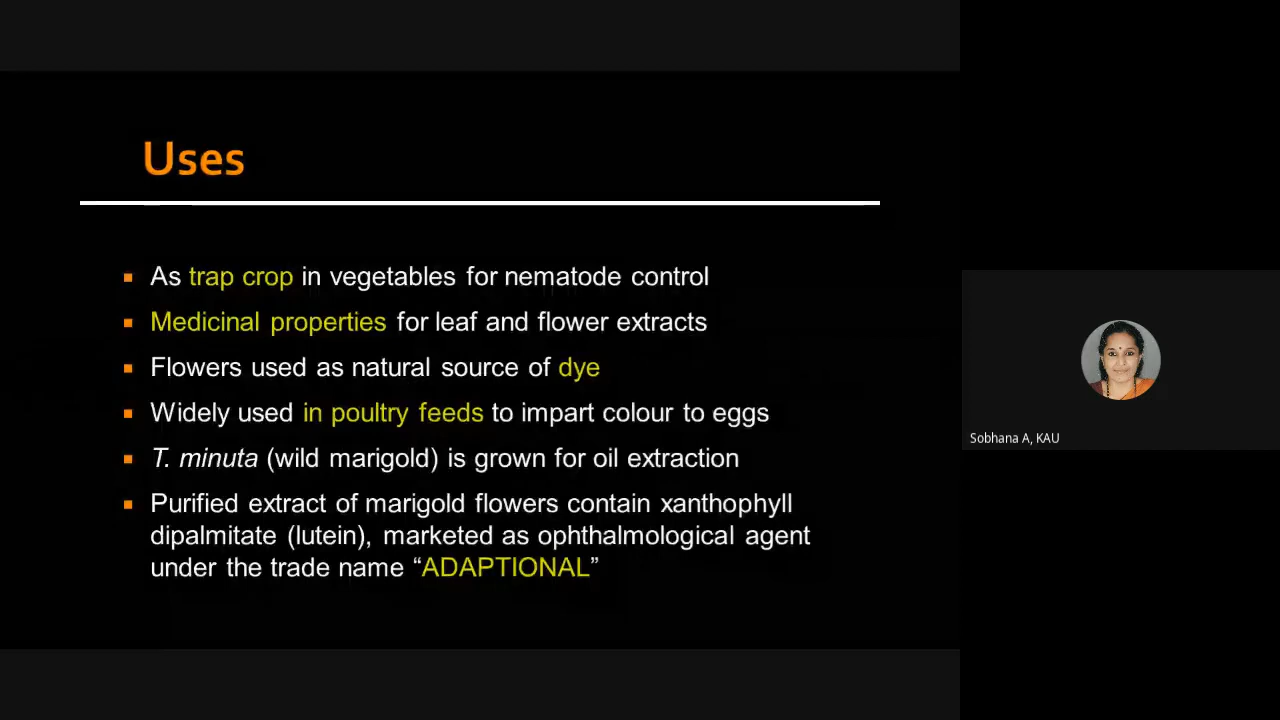 Uses
As trap crop in vegetables for nematode control
Medicinal properties for leaf and flower extracts
Flowers used as natural source of dye
Widely used in poultry feeds to impart colour to eggs
T. minuta (wild marigold) is grown for oil extraction
Purified extract of marigold flowers contain xanthophyll
dipalmitate (lutein), marketed as ophthalmological agent
under the trade name “ADAPTIONAL”
Sobhana A, KAU